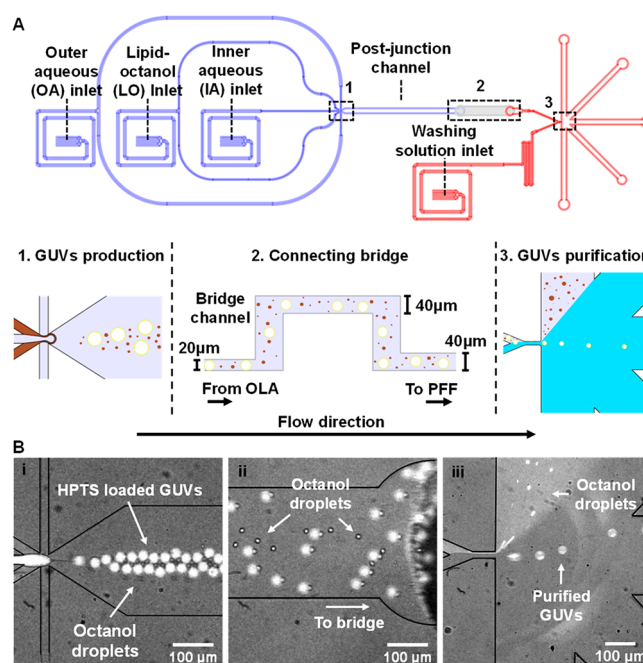 A
Outer
aqueous
(OA) inlet
Lipid-
octanol
(LO) Inlet
Inner
aqueous
(IA) inlet
1
Post-junction
channel
2
3
Washing
solution inlet
1. GUVs production
2. Connecting bridge
3. GUVs purification
Bridge
channel
40μm
20μm
40μm
From OLA
To PFF
Flow direction
B
i
HPTS loaded GUVs
Octanol
droplets
100 μm
ii
Octanol
droplets
To bridge
100 μm
iii
Octanol
droplets
Purified
GUVs
100 μm